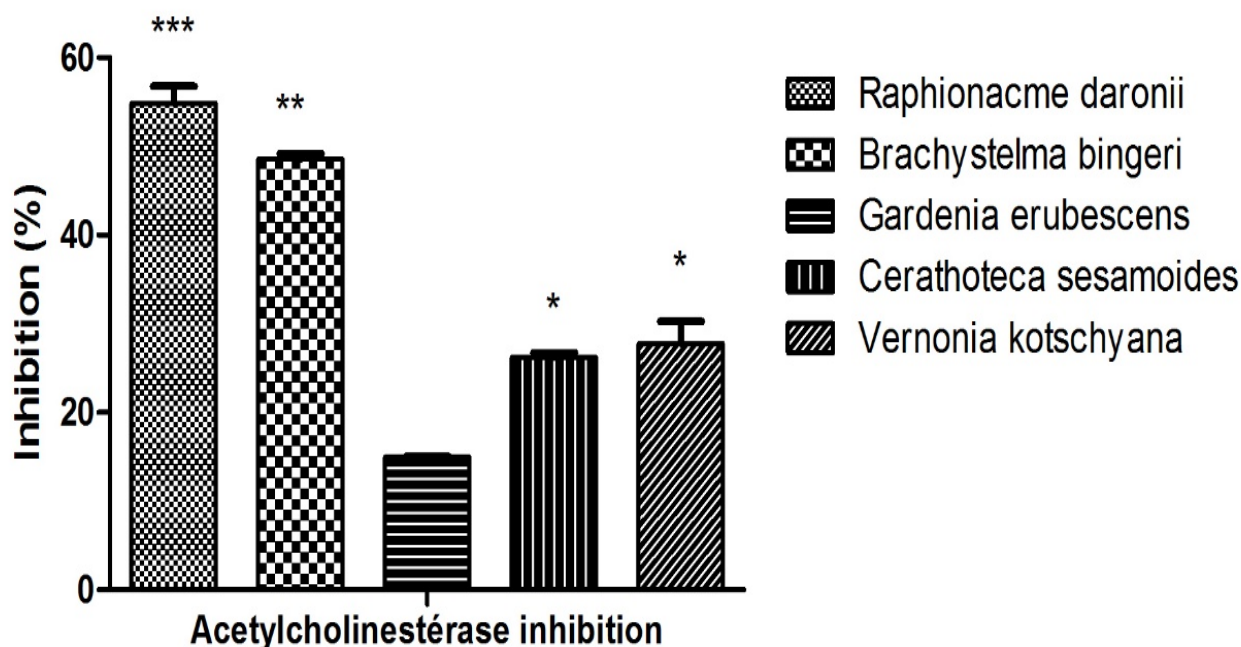 ***
60
**
40
*
*
20
0
Inhibition (%)
Acetylcholinestérase inhibition
Raphionacme daronii
Brachystelma bingeri
Gardenia erubescens
Cerathoteca sesamoides
Vernonia kotschyana